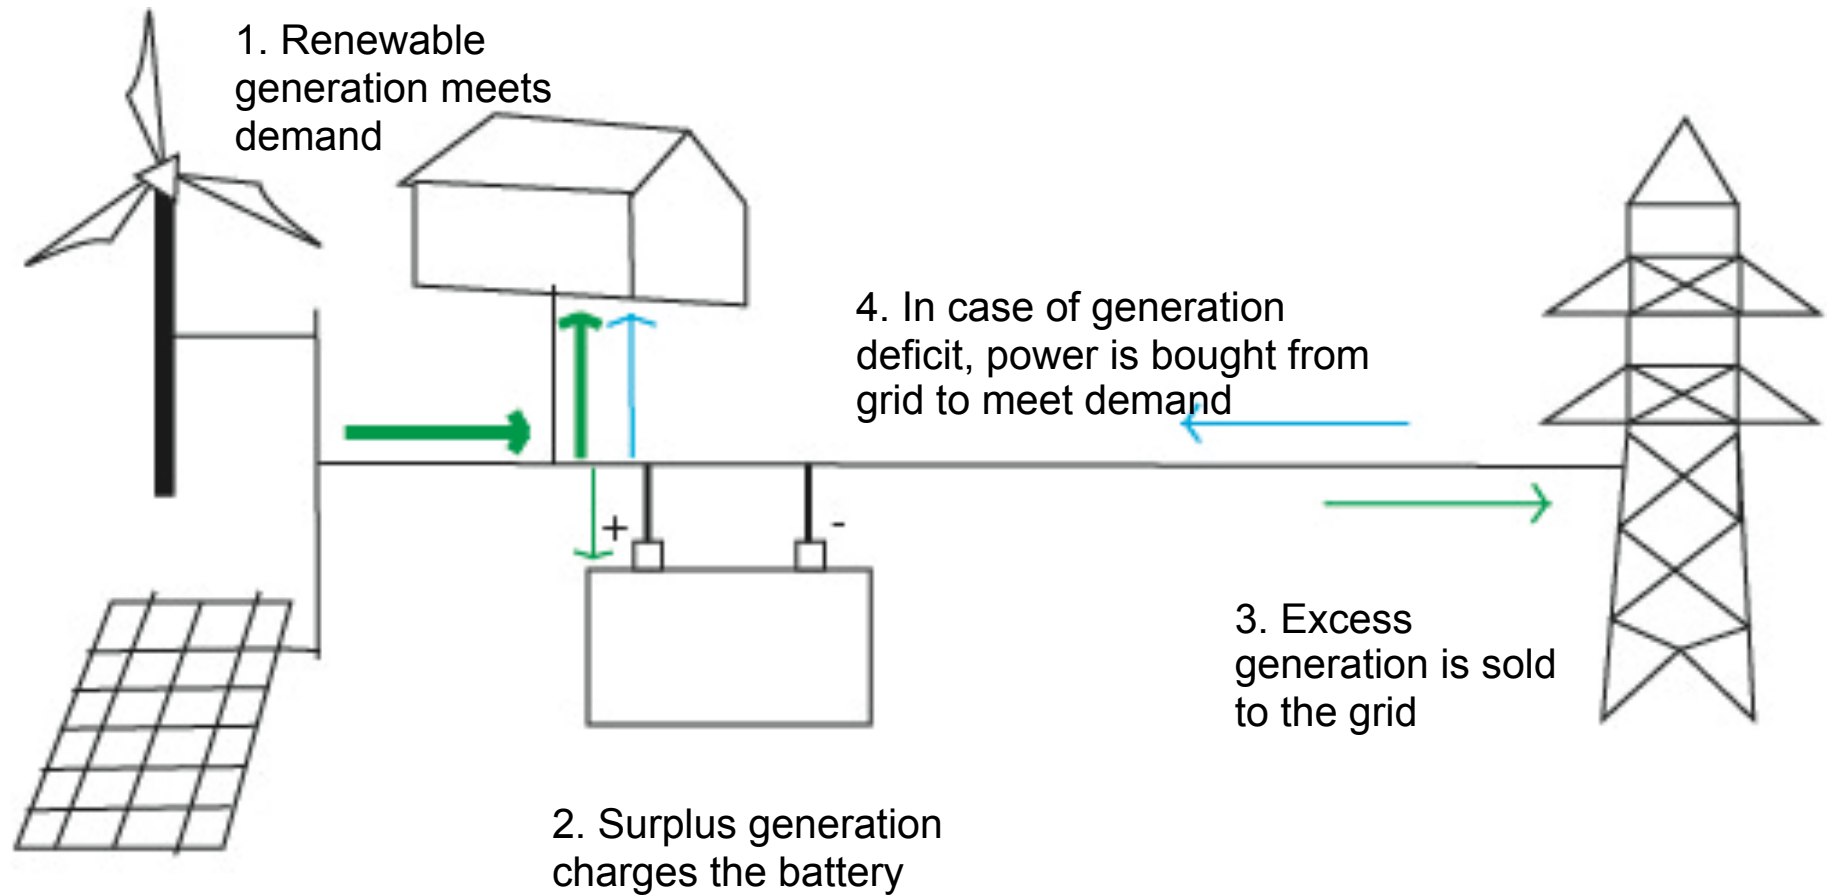 1. Renewable
generation meets
demand
4. In case of generation
deficit, power is bought from
grid to meet demand
+
-
3. Excess
generation is sold
to the grid
2. Surplus generation
charges the battery